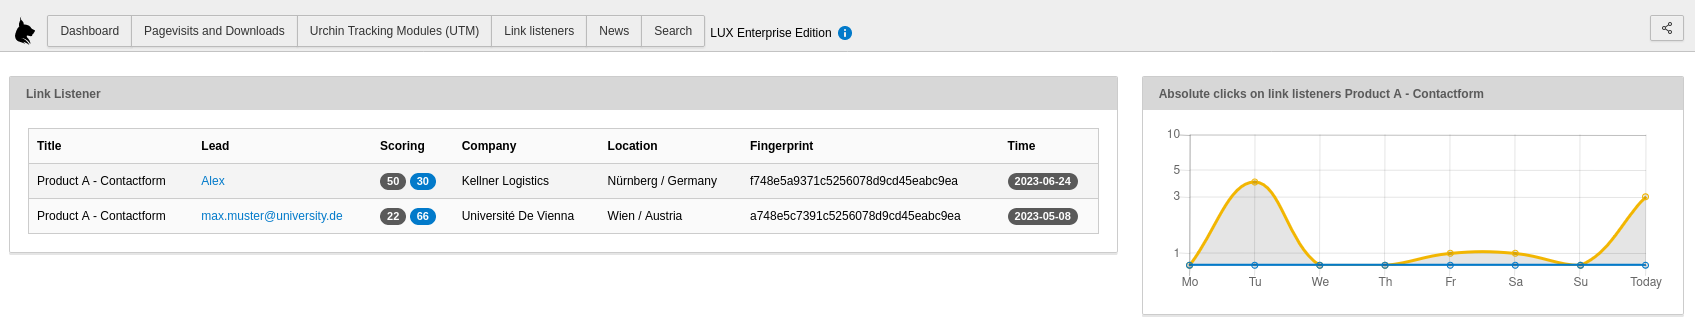 Dashboard Pagevisits and Downloads Urchin Tracking Modules (UTM) Link listeners News Search LUX Enterprise Edition
Link Listener
Title Lead Scoring Company Location Fingerprint Time
Product A - Contactform Alex 50 30 Kellner Logistics Nürnberg / Germany f748e5a9371c5256078d9cd45eabc9ea 2023-06-24
Product A - Contactform max.muster@university.de 22 66 Université De Vienna Wien / Austria a748e5c7391c5256078d9cd45eabc9ea 2023-05-08
Absolute clicks on link listeners Product A - Contactform
10
5
3
1
Mo Tu We Th Fr Sa Su Today